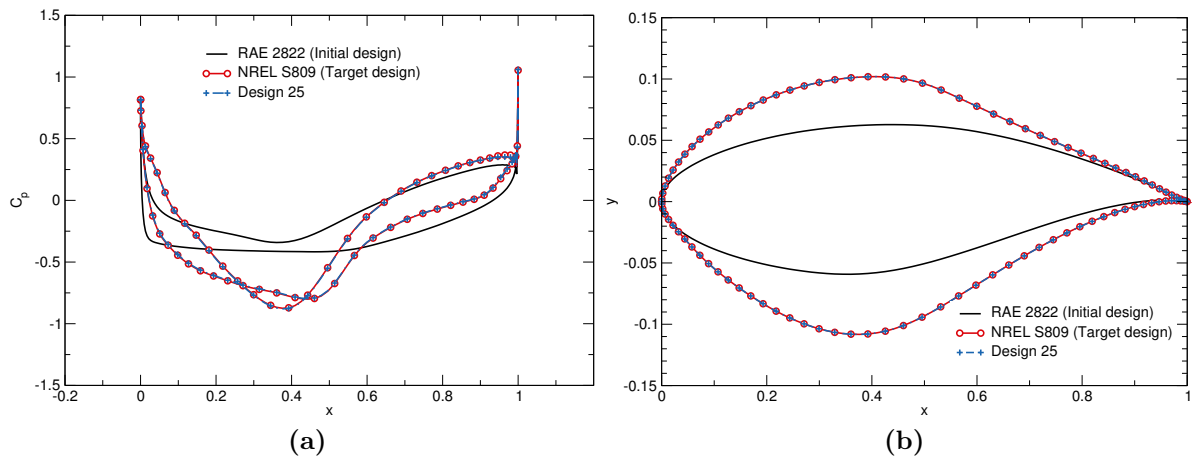 1.5
1
0.5
0
-0.5
-1
-1.5
C_p
-0.2 0 0.2 0.4 0.6 0.8 1
x
RAE 2822 (Initial design)
NREL S809 (Target design)
Design 25
(a)
0.15
0.1
0.05
0
-0.05
-0.1
-0.15
y
0 0.2 0.4 0.6 0.8 1
x
RAE 2822 (Initial design)
NREL S809 (Target design)
Design 25
(b)